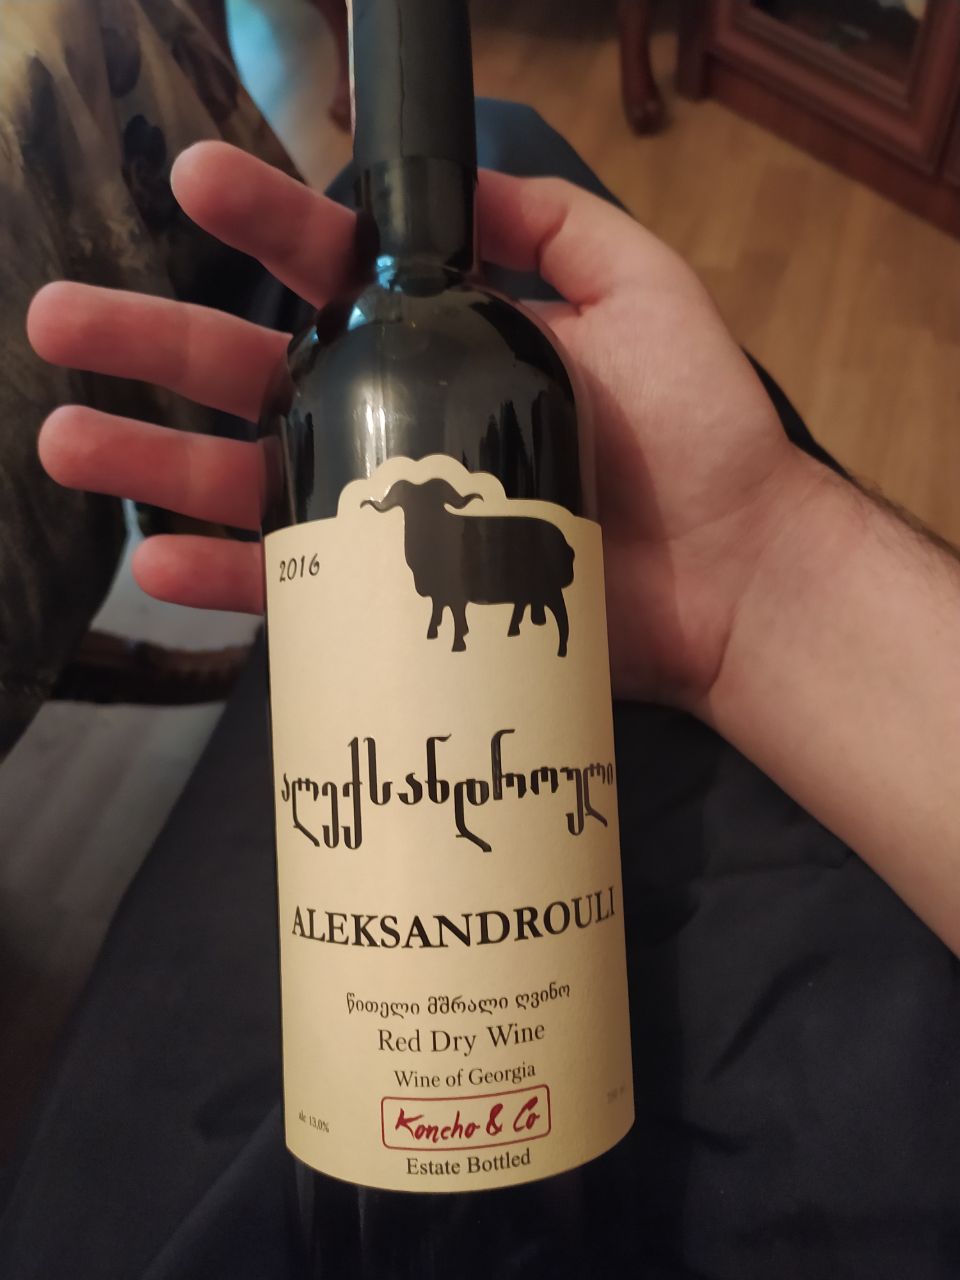 2016
ალექსანდროული
ALEKSANDROULI
წითელი მშრალი ღვინო
Red Dry Wine
Wine of Georgia
alc 13,0%
Koncho & Co
Estate Bottled